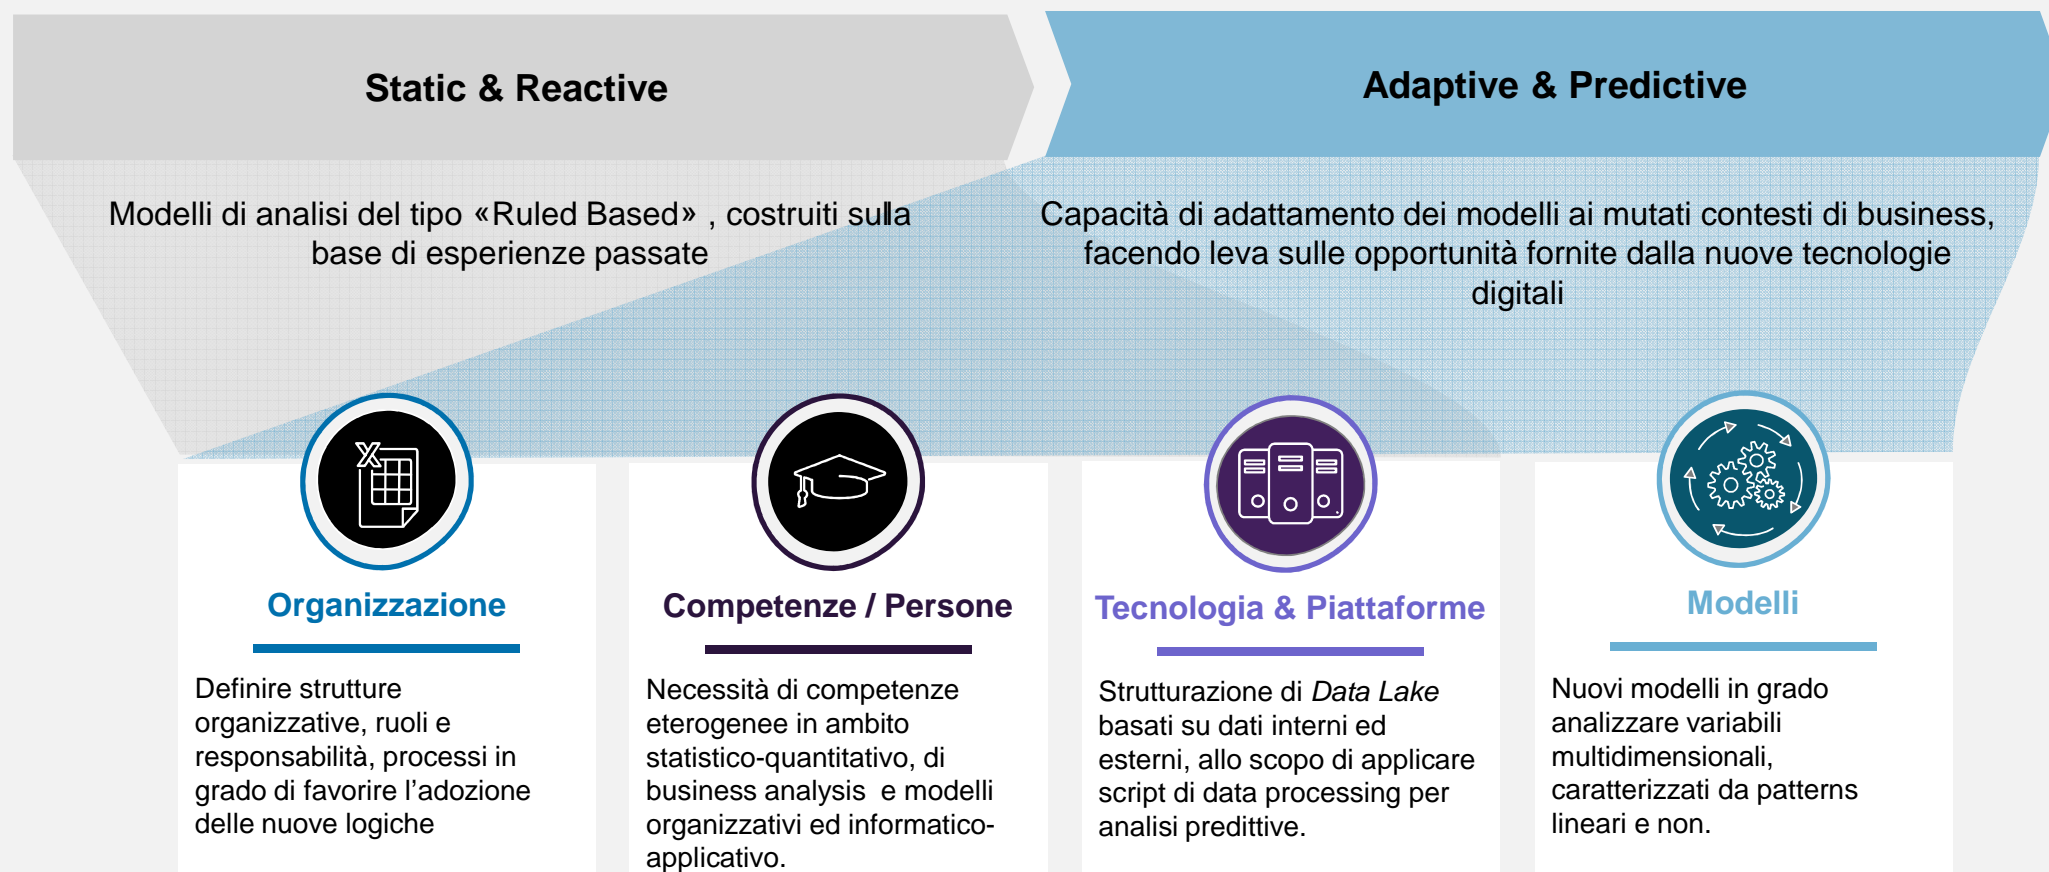 Static & Reactive
Adaptive & Predictive
Modelli di analisi del tipo «Ruled Based» , costruiti sulla
base di esperienze passate
Capacità di adattamento dei modelli ai mutati contesti di business,
facendo leva sulle opportunità fornite dalla nuove tecnologie
digitali
X
Organizzazione
Definire strutture
organizzative, ruoli e
responsabilità, processi in
grado di favorire l’adozione
delle nuove logiche
Competenze / Persone
Necessità di competenze
eterogenee in ambito
statistico-quantitativo, di
business analysis  e modelli
organizzativi ed informatico-
applicativo.
Tecnologia & Piattaforme
Strutturazione di Data Lake
basati su dati interni ed
esterni, allo scopo di applicare
script di data processing per
analisi predittive.
Modelli
Nuovi modelli in grado
analizzare variabili
multidimensionali,
caratterizzati da patterns
lineari e non.